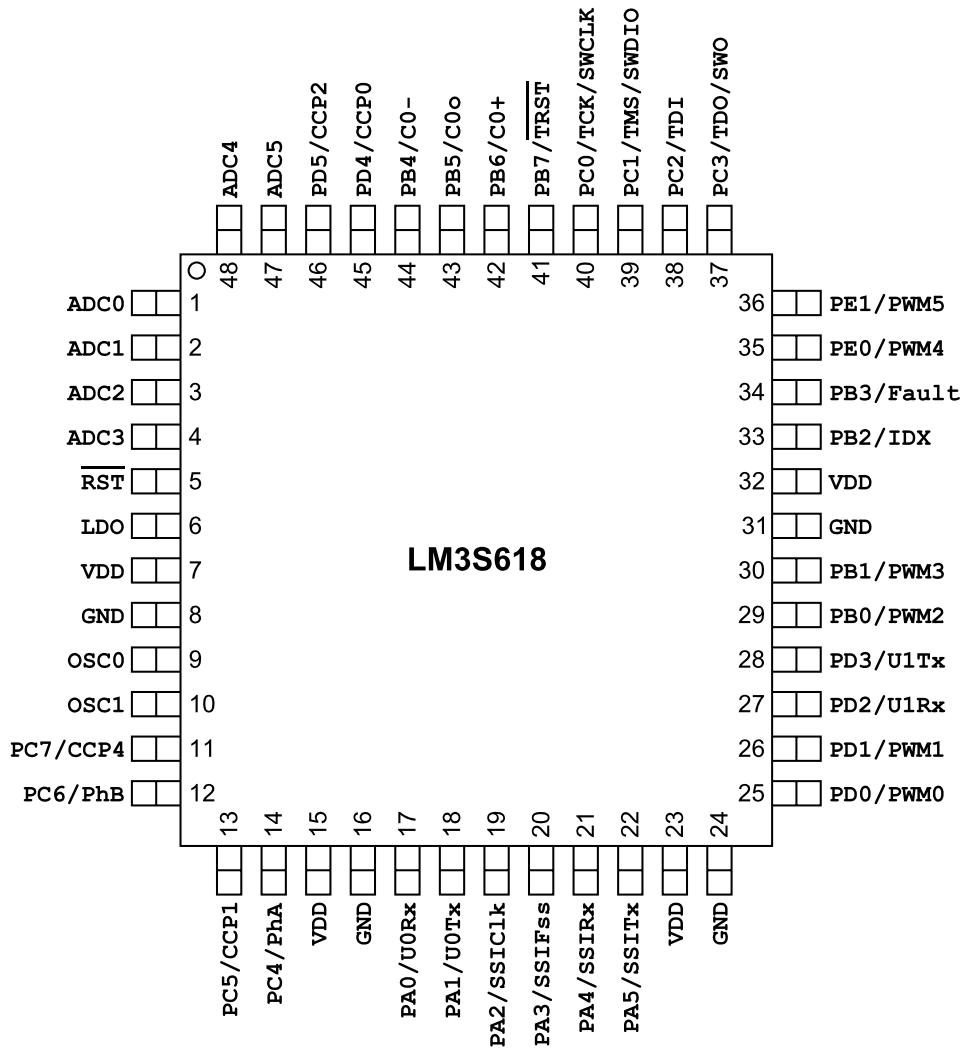 ADC4
ADC5
PD5/CCP2
PD4/CCP0
PB4/C0-
PB5/C0o
PB6/C0+
PB7/TRST
PC0/TCK/SWCLK
PC1/TMS/SWDIO
PC2/TDI
PC3/TDO/SWO
48
47
46
45
44
43
42
41
40
39
38
37
ADC0 1
ADC1 2
ADC2 3
ADC3 4
RST 5
LDO 6
VDD 7
GND 8
OSC0 9
OSC1 10
PC7/CCP4 11
PC6/PhB 12
LM3S618
36 PE1/PWM5
35 PE0/PWM4
34 PB3/Fault
33 PB2/IDX
32 VDD
31 GND
30 PB1/PWM3
29 PB0/PWM2
28 PD3/U1Tx
27 PD2/U1Rx
26 PD1/PWM1
25 PD0/PWM0
13
14
15
16
17
18
19
20
21
22
23
24
PC5/CCP1
PC4/PhA
VDD
GND
PA0/U0Rx
PA1/U0Tx
PA2/SSIClk
PA3/SSIFss
PA4/SSIRx
PA5/SSITx
VDD
GND